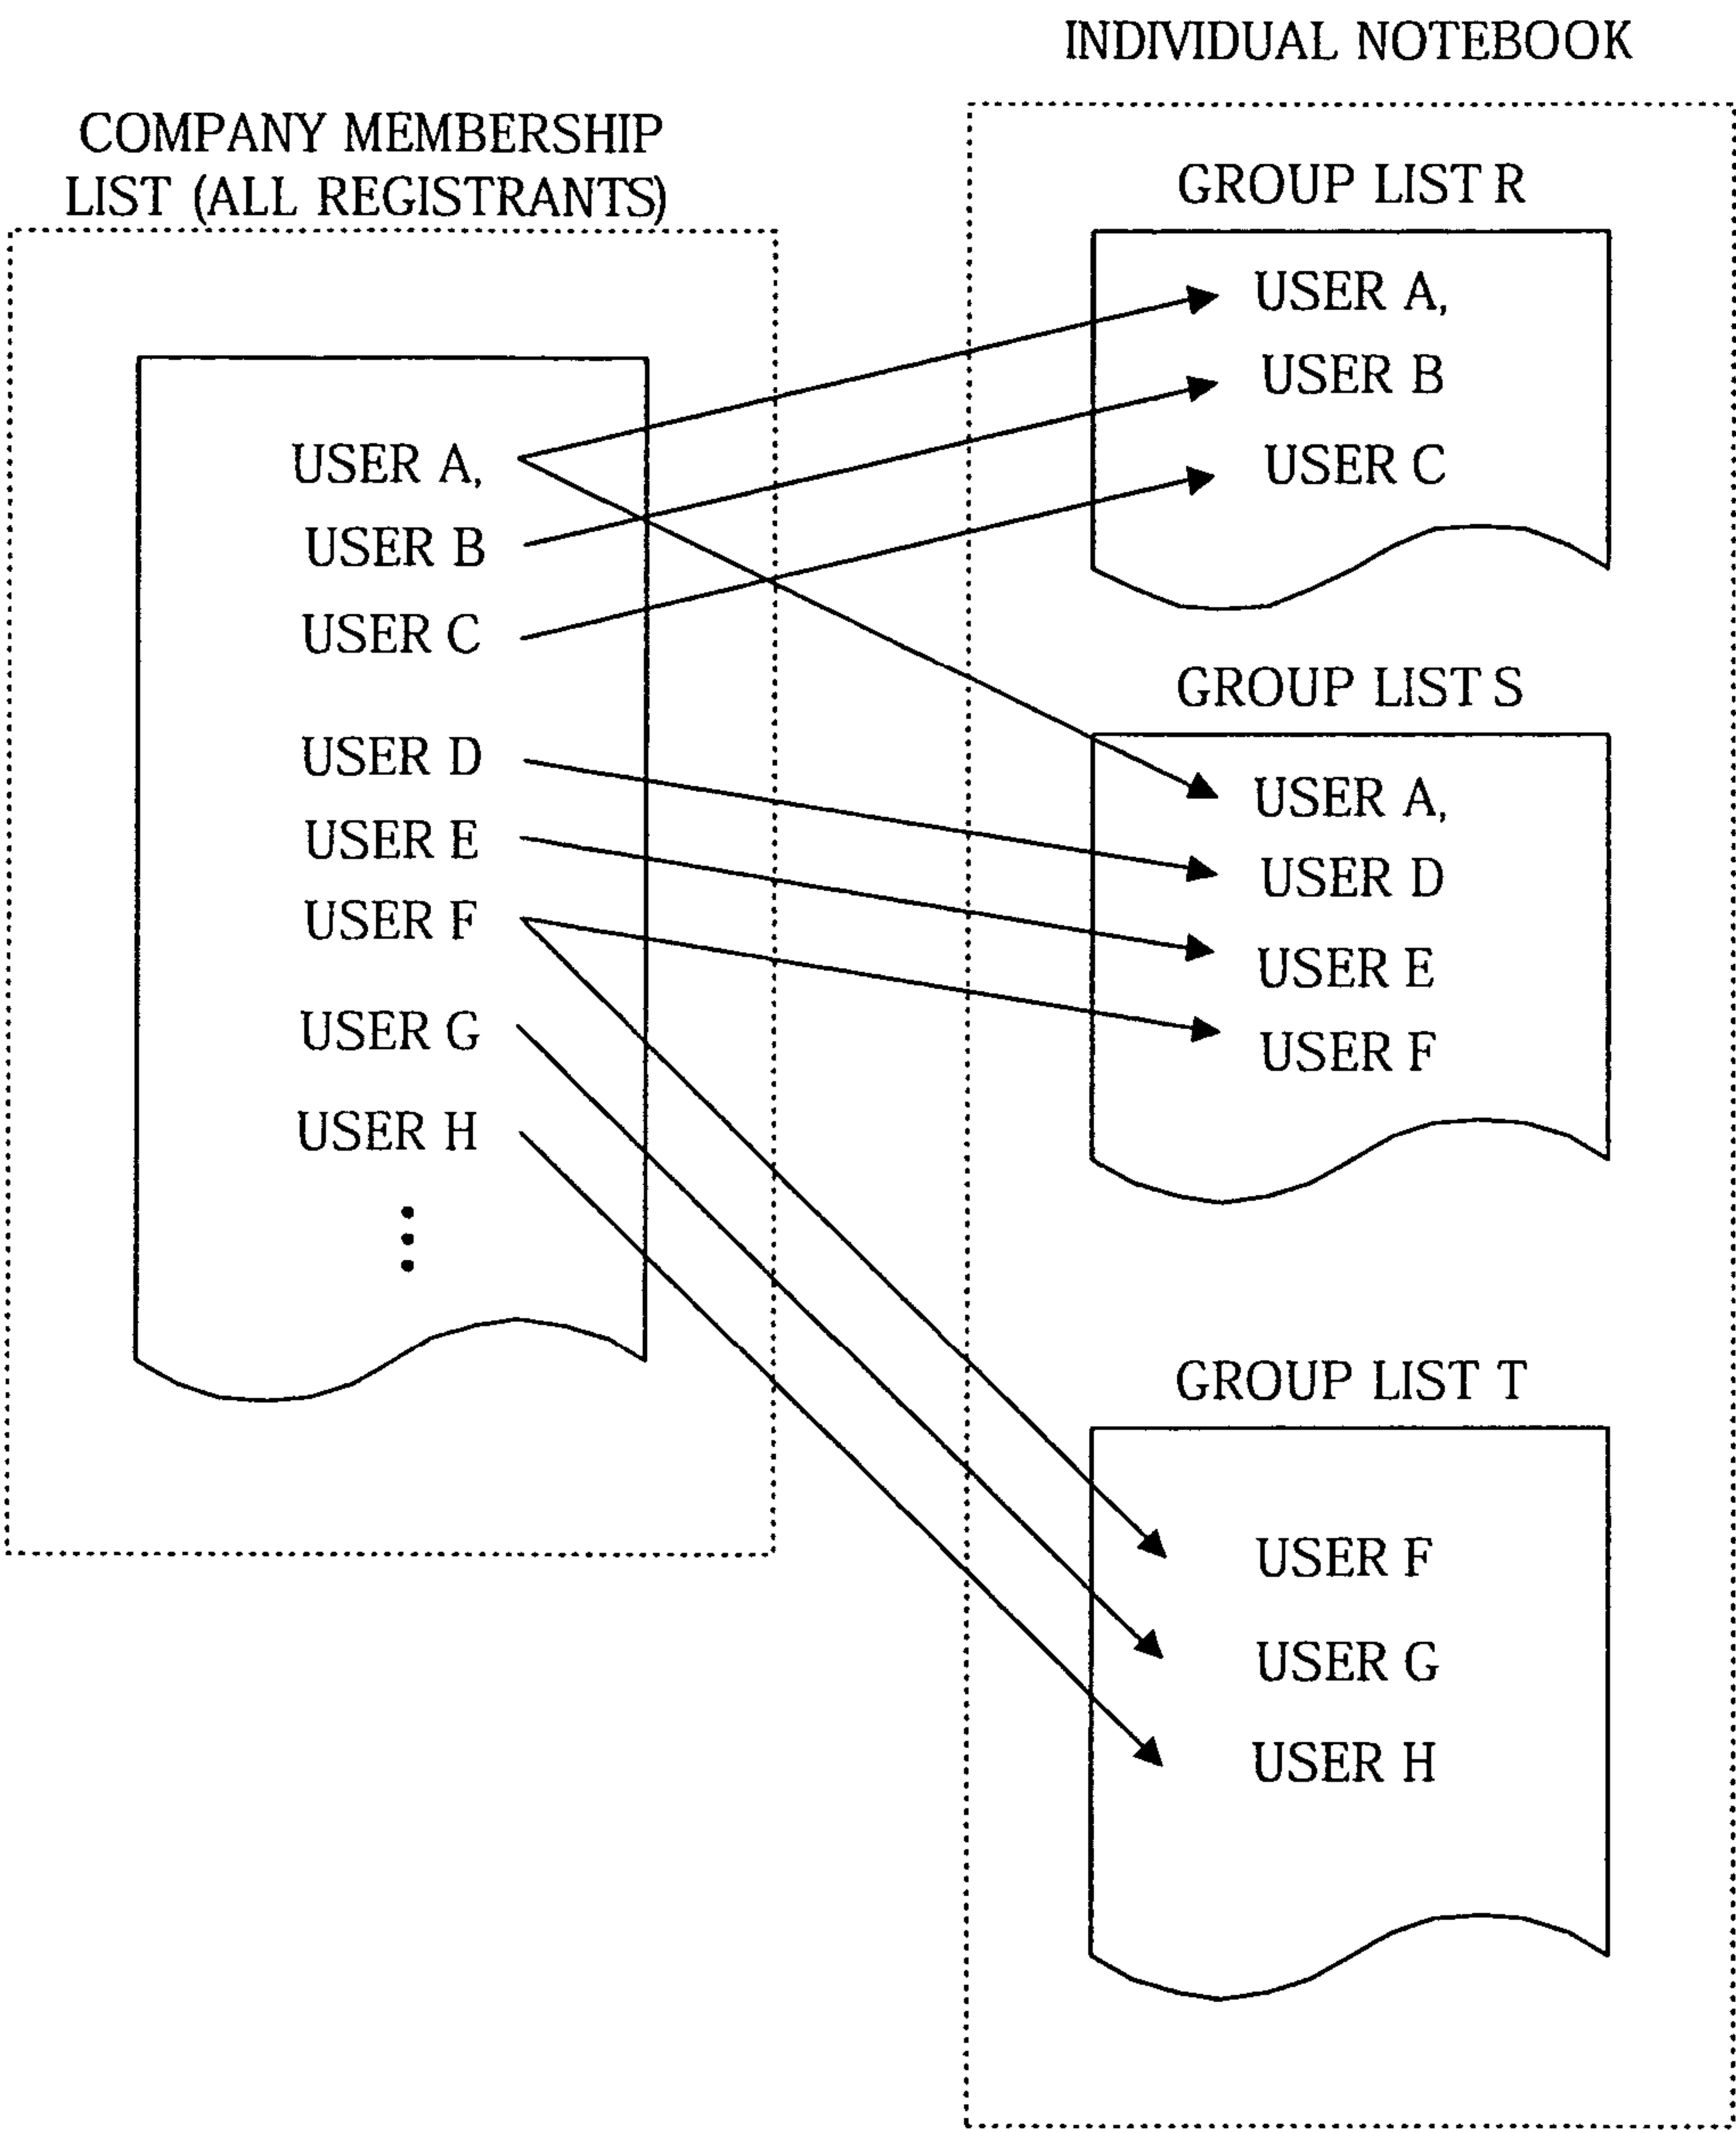 INDIVIDUAL NOTEBOOK
COMPANY MEMBERSHIP
LIST (ALL REGISTRANTS)
USER A,
USER B
USER C
USER D
USER E
USER F
USER G
USER H
GROUP LIST R
USER A,
USER B
USER C
GROUP LIST S
USER A,
USER D
USER E
USER F
GROUP LIST T
USER F
USER G
USER H